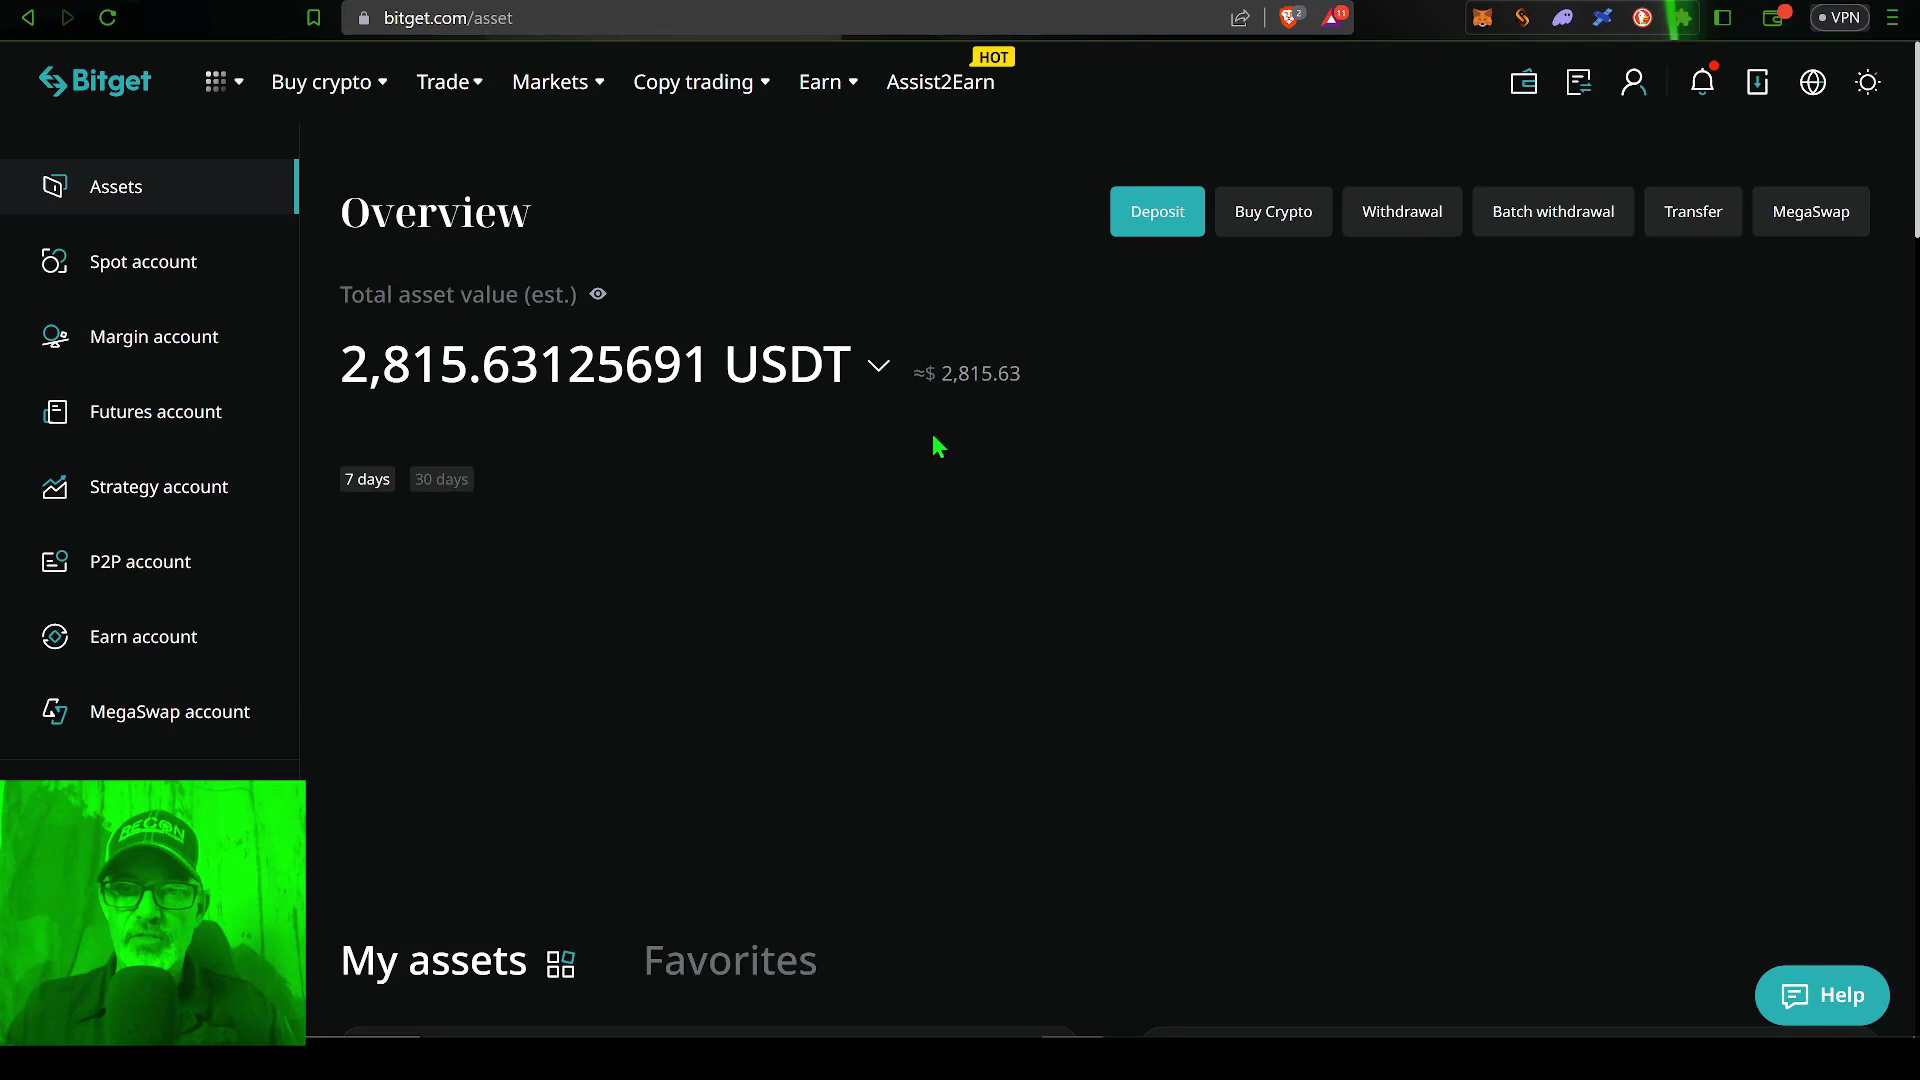 bitget.com/asset
2
11
VPN
Bitget
Buy crypto
Trade
Markets
Copy trading
Earn
Assist2Earn
HOT
Assets
Spot account
Margin account
Futures account
Strategy account
P2P account
Earn account
MegaSwap account
Overview
Deposit
Buy Crypto
Withdrawal
Batch withdrawal
Transfer
MegaSwap
Total asset value (est.)
2,815.63125691 USDT
≈$ 2,815.63
7 days
30 days
My assets
Favorites
RECON
Help